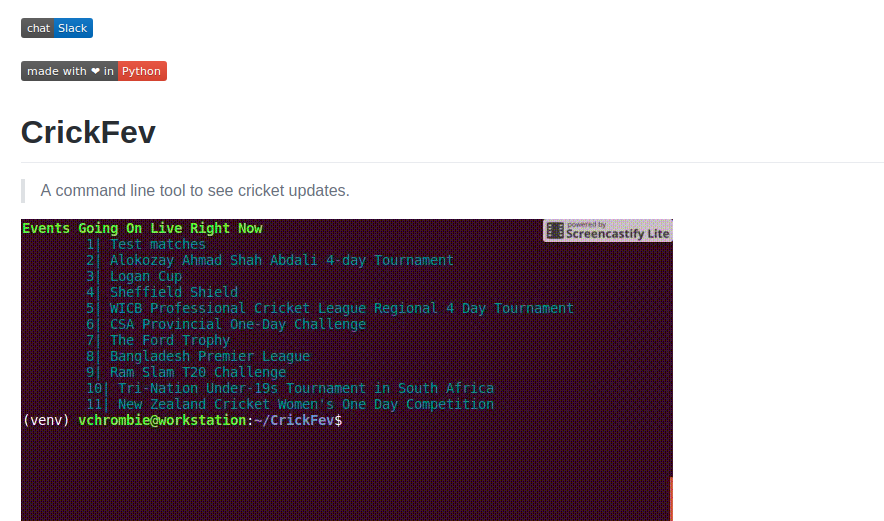 chat Slack
made with ❤ in Python
CrickFev
A command line tool to see cricket updates.
powered by
Screencastify Lite
Events Going On Live Right Now
1| Test matches
2| Alokozay Ahmad Shah Abdali 4-day Tournament
3| Logan Cup
4| Sheffield Shield
5| WICB Professional Cricket League Regional 4 Day Tournament
6| CSA Provincial One-Day Challenge
7| The Ford Trophy
8| Bangladesh Premier League
9| Ram Slam T20 Challenge
10| Tri-Nation Under-19s Tournament in South Africa
11| New Zealand Cricket Women's One Day Competition
(venv) vchrombie@workstation:~/CrickFev$